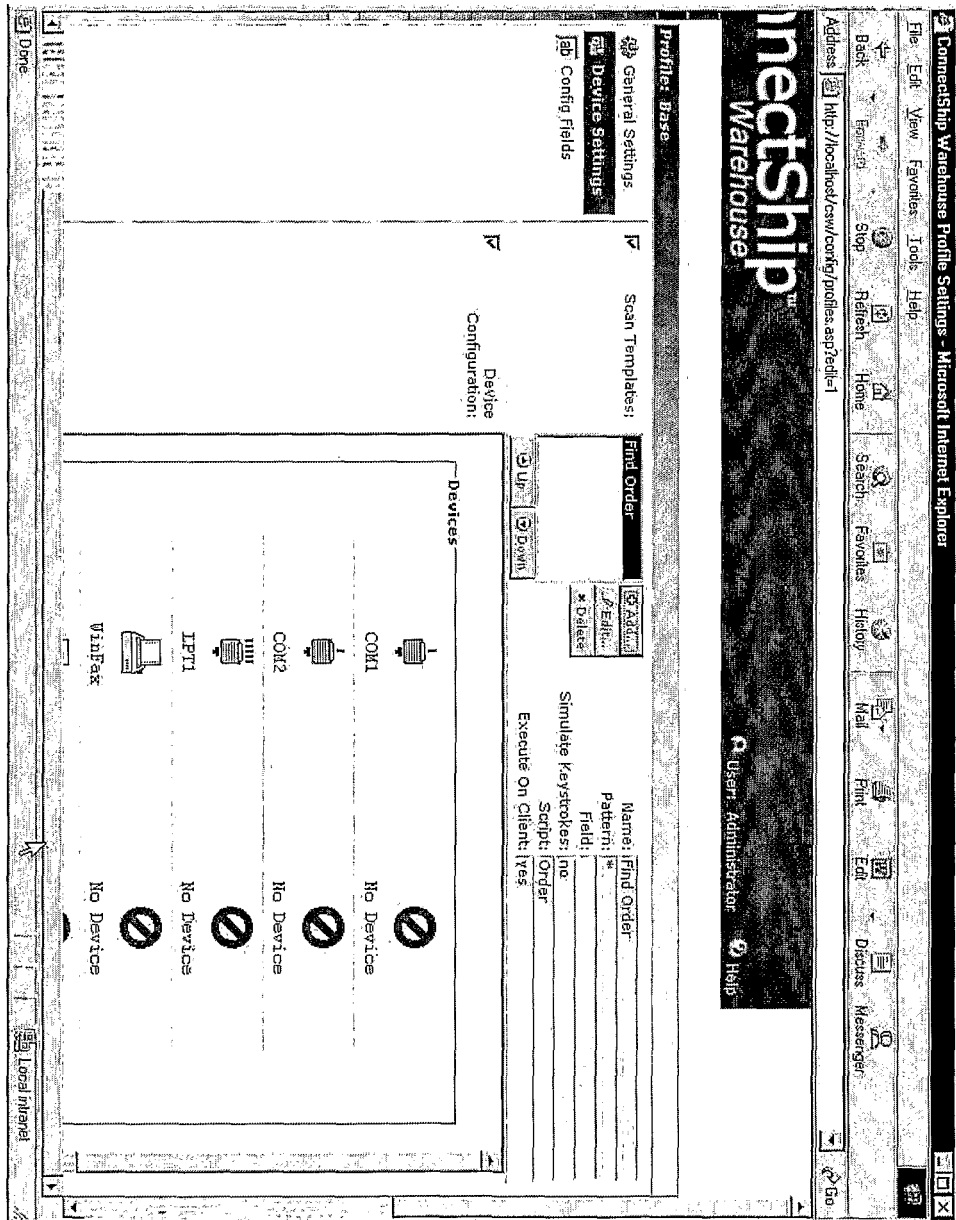 ConnectShip Warehouse Profile Settings - Microsoft Internet Explorer
File Edit View Favorites Tools Help
Back Forward Stop Refresh Home Search Favorites History Mail Print Edit Discuss Messenger
Address http://localhost/csw/config/profiles.asp?edit=1 Go
nnectShip™
Warehouse
User: Administrator Help
Profile: Base
General Settings
Device Settings
Config Fields
Scan Templates:
Find Order
Add...
Edit...
Delete
Up Down
Name: Find Order
Pattern: *
Field:
Simulate Keystrokes: no
Script: Order
Execute On Client: yes
Device
Configuration:
Devices
COM1 No Device
COM2 No Device
LPT1 No Device
WinFax No Device
Done
Local intranet